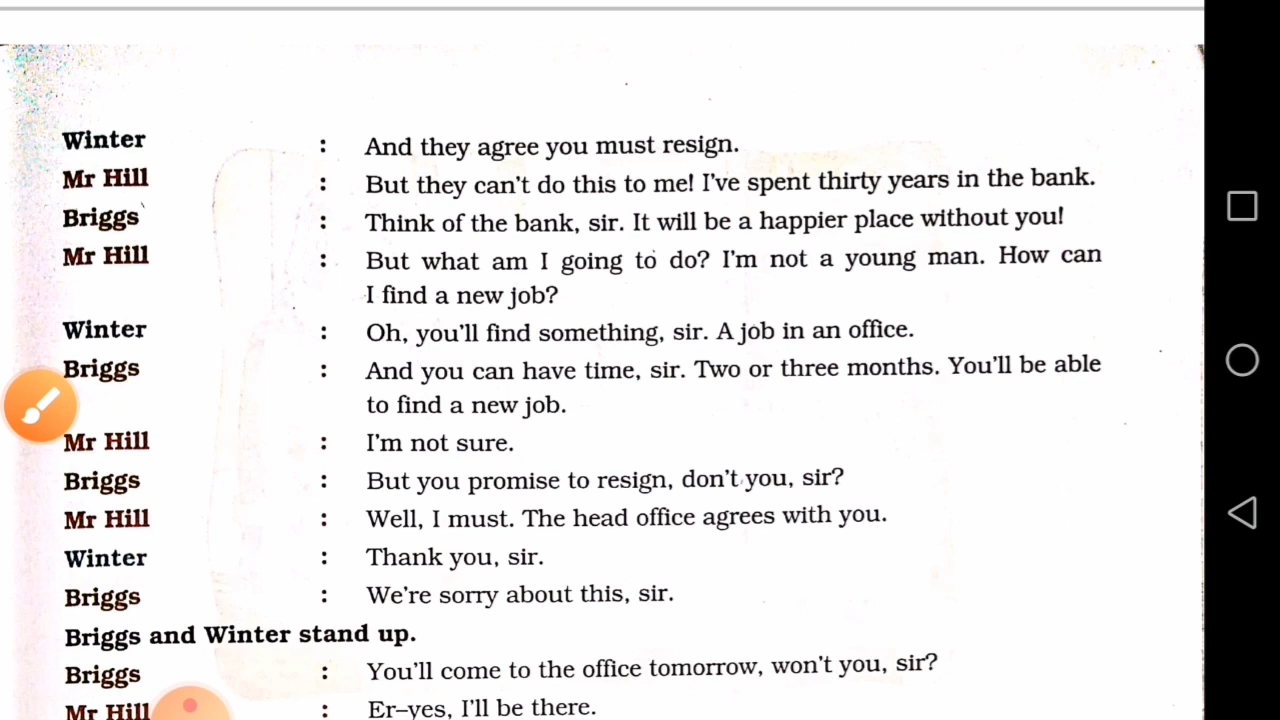 Winter : And they agree you must resign.
Mr Hill : But they can't do this to me! I've spent thirty years in the bank.
Briggs : Think of the bank, sir. It will be a happier place without you!
Mr Hill : But what am I going to do? I'm not a young man. How can
I find a new job?
Winter : Oh, you'll find something, sir. A job in an office.
Briggs : And you can have time, sir. Two or three months. You'll be able
to find a new job.
Mr Hill : I'm not sure.
Briggs : But you promise to resign, don't you, sir?
Mr Hill : Well, I must. The head office agrees with you.
Winter : Thank you, sir.
Briggs : We're sorry about this, sir.
Briggs and Winter stand up.
Briggs : You'll come to the office tomorrow, won't you, sir?
Mr Hill : Er–yes, I'll be there.